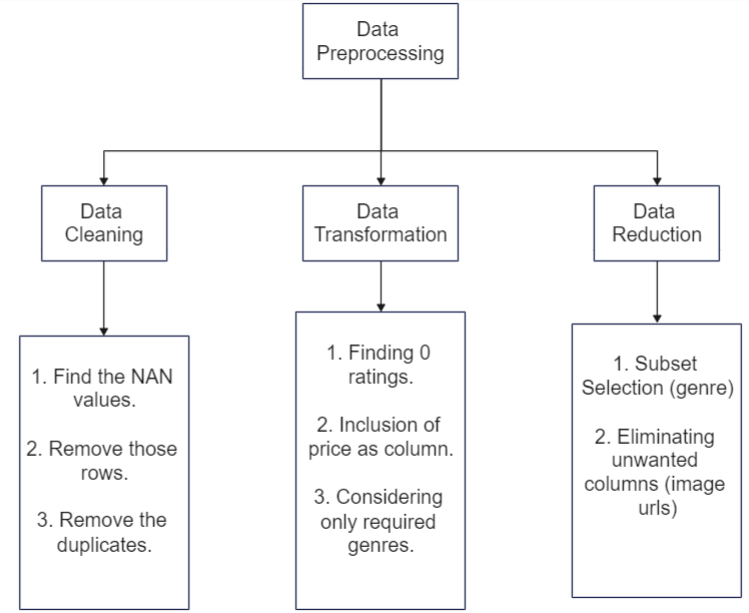 Data
Preprocessing
Data
Cleaning
Data
Transformation
Data
Reduction
1. Find the NAN
values.
2. Remove those
rows.
3. Remove the
duplicates.
1. Finding 0
ratings.
2. Inclusion of
price as column.
3. Considering
only required
genres.
1. Subset
Selection (genre)
2. Eliminating
unwanted
columns (image
urls)